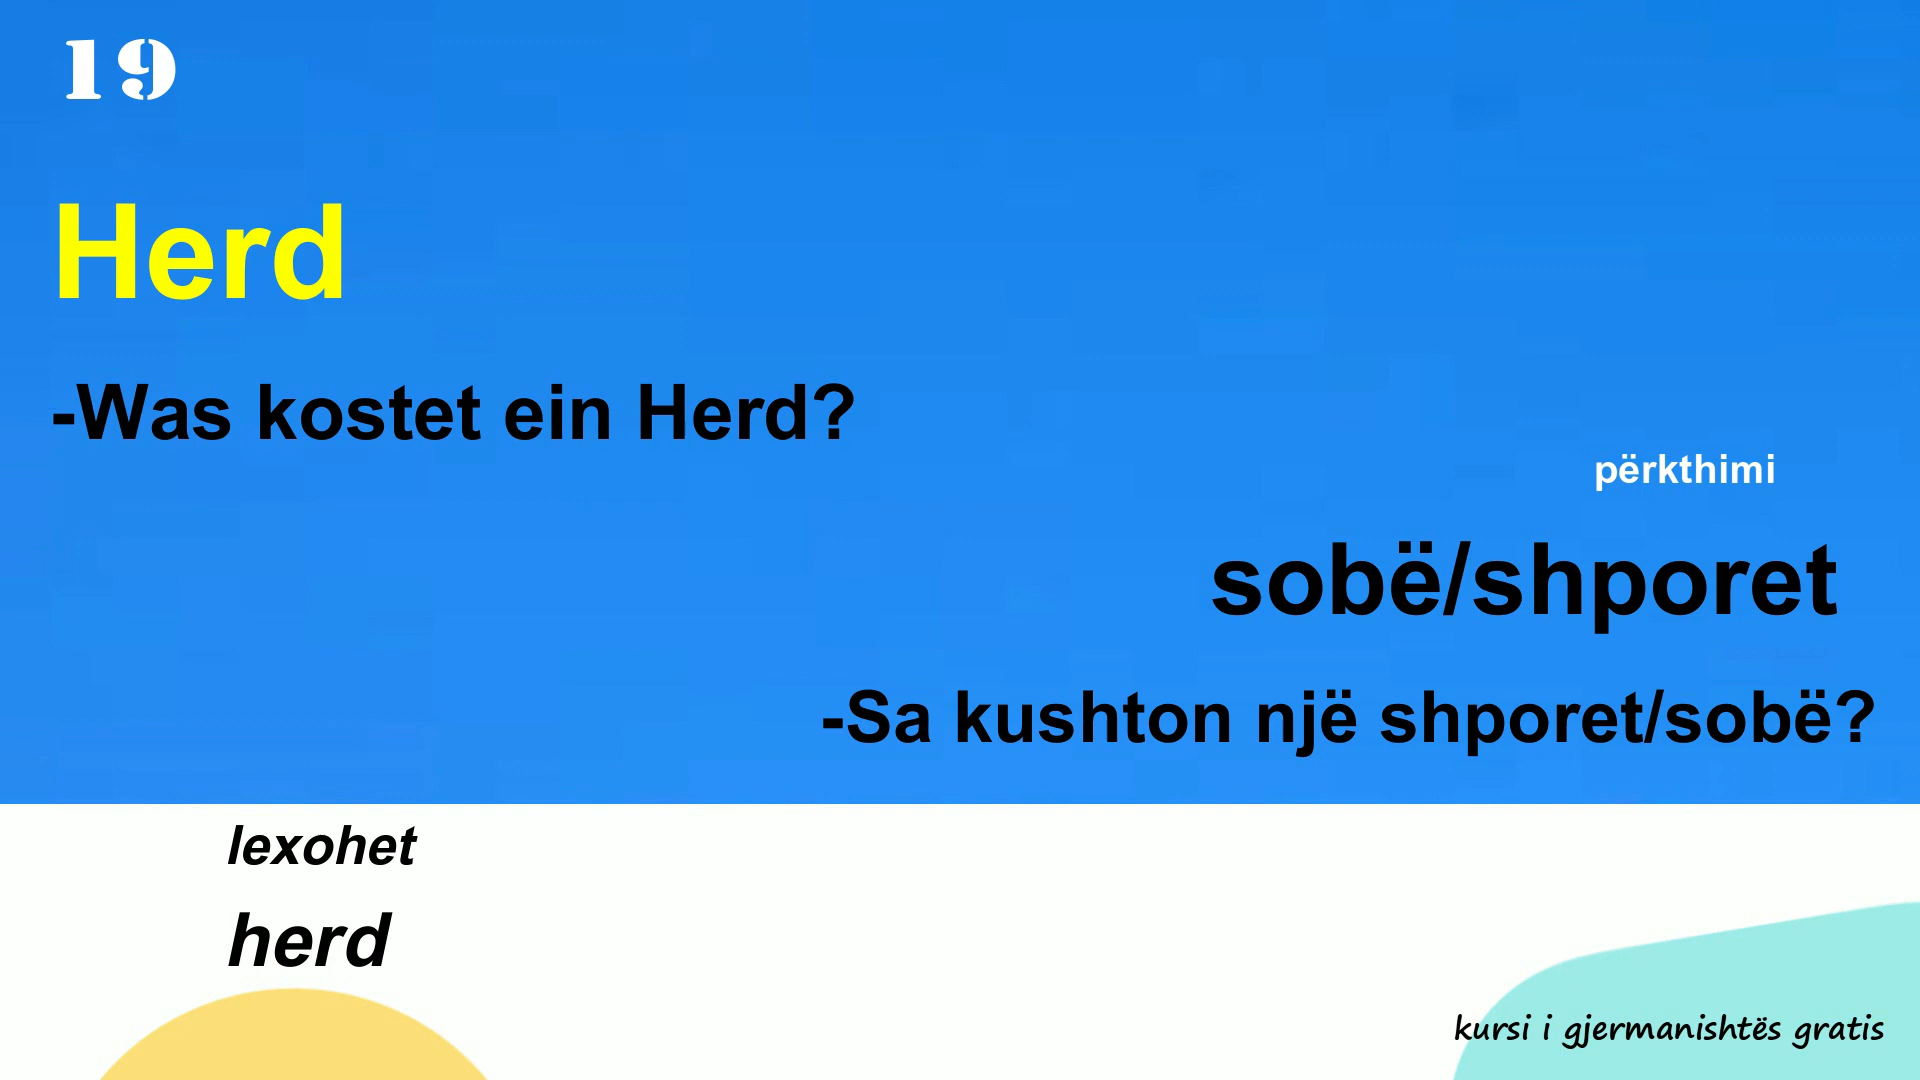 19
Herd
-Was kostet ein Herd?
përkthimi
sobë/shporet
-Sa kushton një shporet/sobë?
lexohet
herd
kursi i gjermanishtës gratis